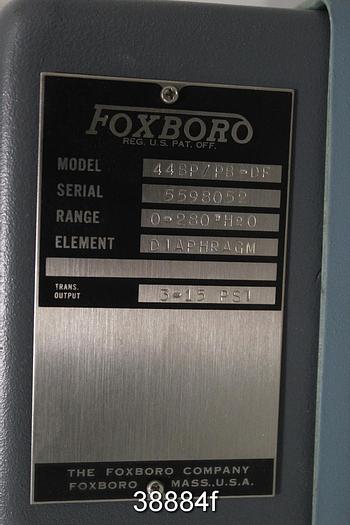 FOXBORO
REG. U.S. PAT. OFF.
MODEL 44BP/PB-DF
SERIAL 5598052
RANGE 0-280"H2O
ELEMENT DIAPHRAGM
TRANS. OUTPUT 3-15 PSI
THE FOXBORO COMPANY
FOXBORO MASS., U.S.A.
38884f